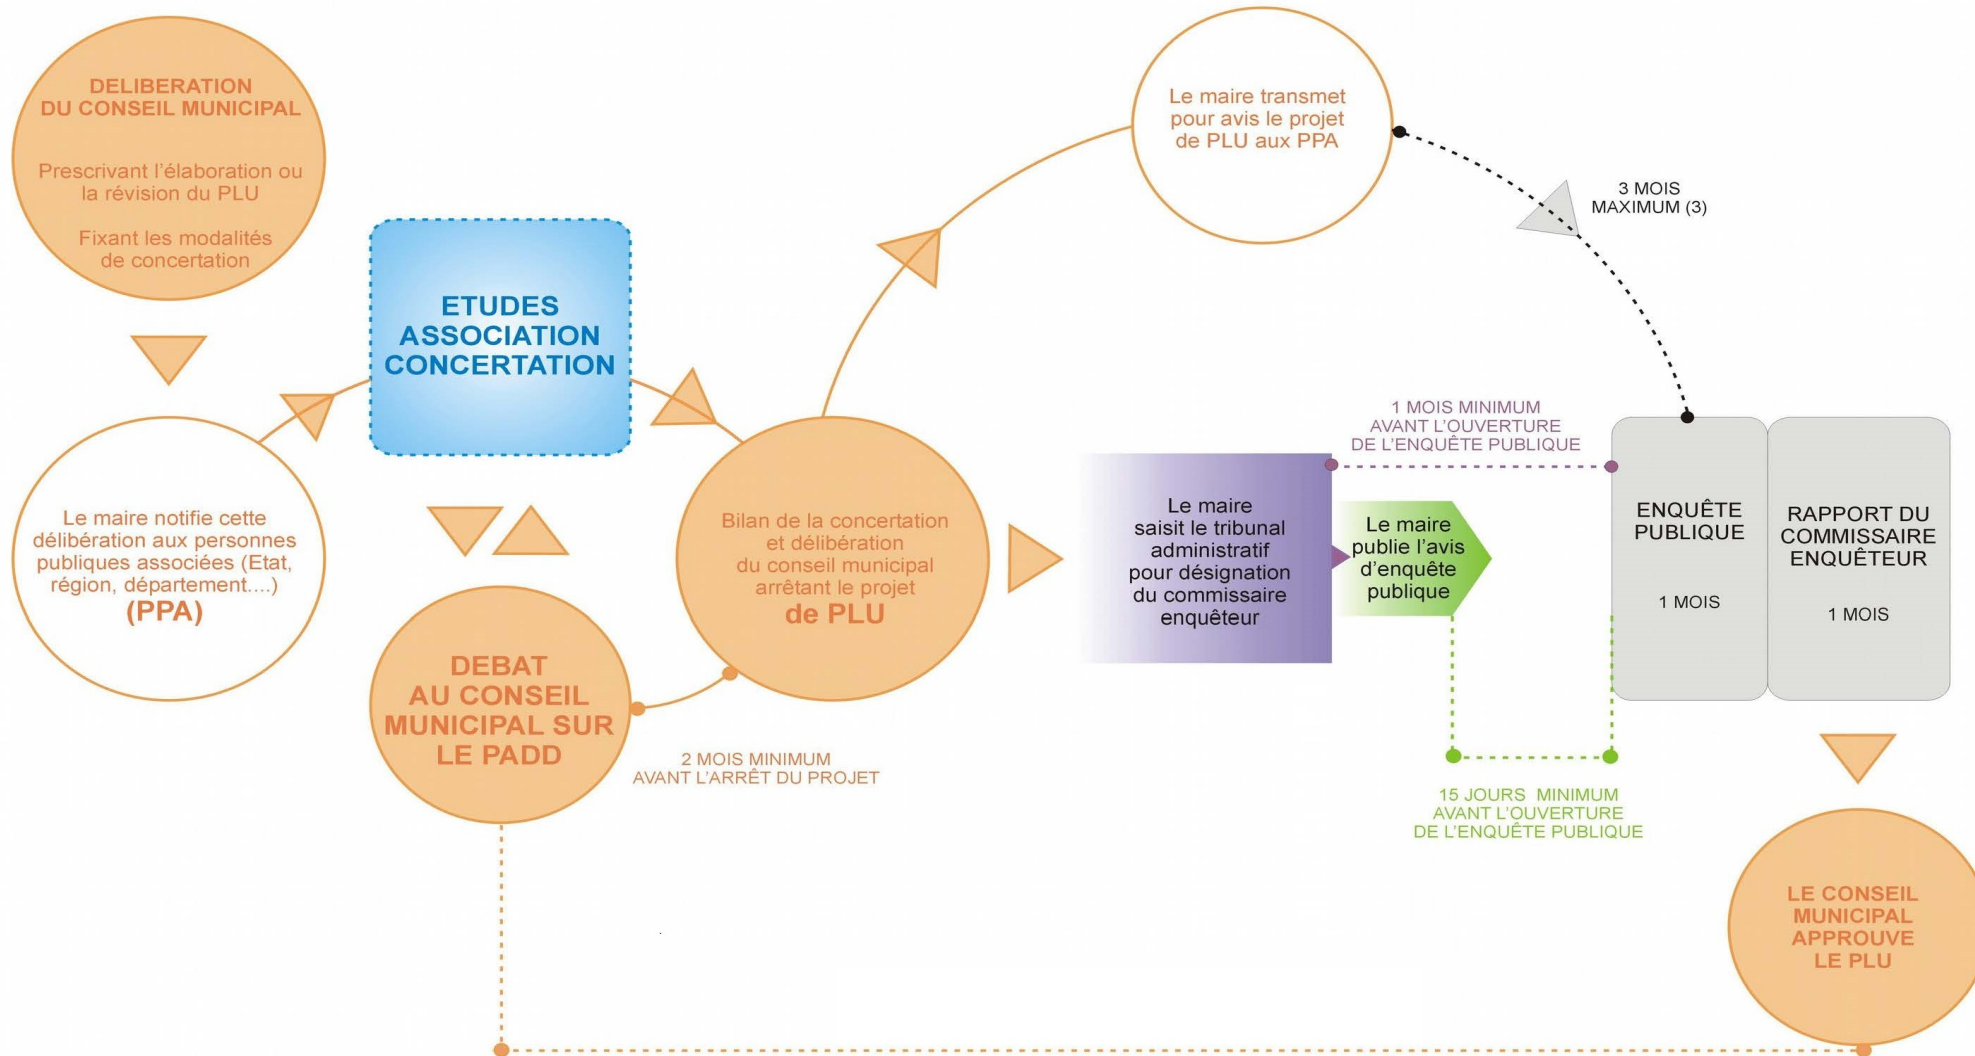 DELIBERATION
DU CONSEIL MUNICIPAL
Prescrivant l'élaboration ou
la révision du PLU
Fixant les modalités
de concertation
Le maire notifie cette
délibération aux personnes
publiques associées (Etat,
région, département....)
(PPA)
ETUDES
ASSOCIATION
CONCERTATION
DEBAT
AU CONSEIL
MUNICIPAL SUR
LE PADD
2 MOIS MINIMUM
AVANT L'ARRÊT DU PROJET
Bilan de la concertation
et délibération
du conseil municipal
arrêtant le projet
de PLU
Le maire transmet
pour avis le projet
de PLU aux PPA
3 MOIS
MAXIMUM (3)
Le maire
saisit le tribunal
administratif
pour désignation
du commissaire
enquêteur
1 MOIS MINIMUM
AVANT L'OUVERTURE
DE L'ENQUÊTE PUBLIQUE
Le maire
publie l'avis
d'enquête
publique
15 JOURS MINIMUM
AVANT L'OUVERTURE
DE L'ENQUÊTE PUBLIQUE
ENQUÊTE
PUBLIQUE
1 MOIS
RAPPORT DU
COMMISSAIRE
ENQUÊTEUR
1 MOIS
LE CONSEIL
MUNICIPAL
APPROUVE
LE PLU